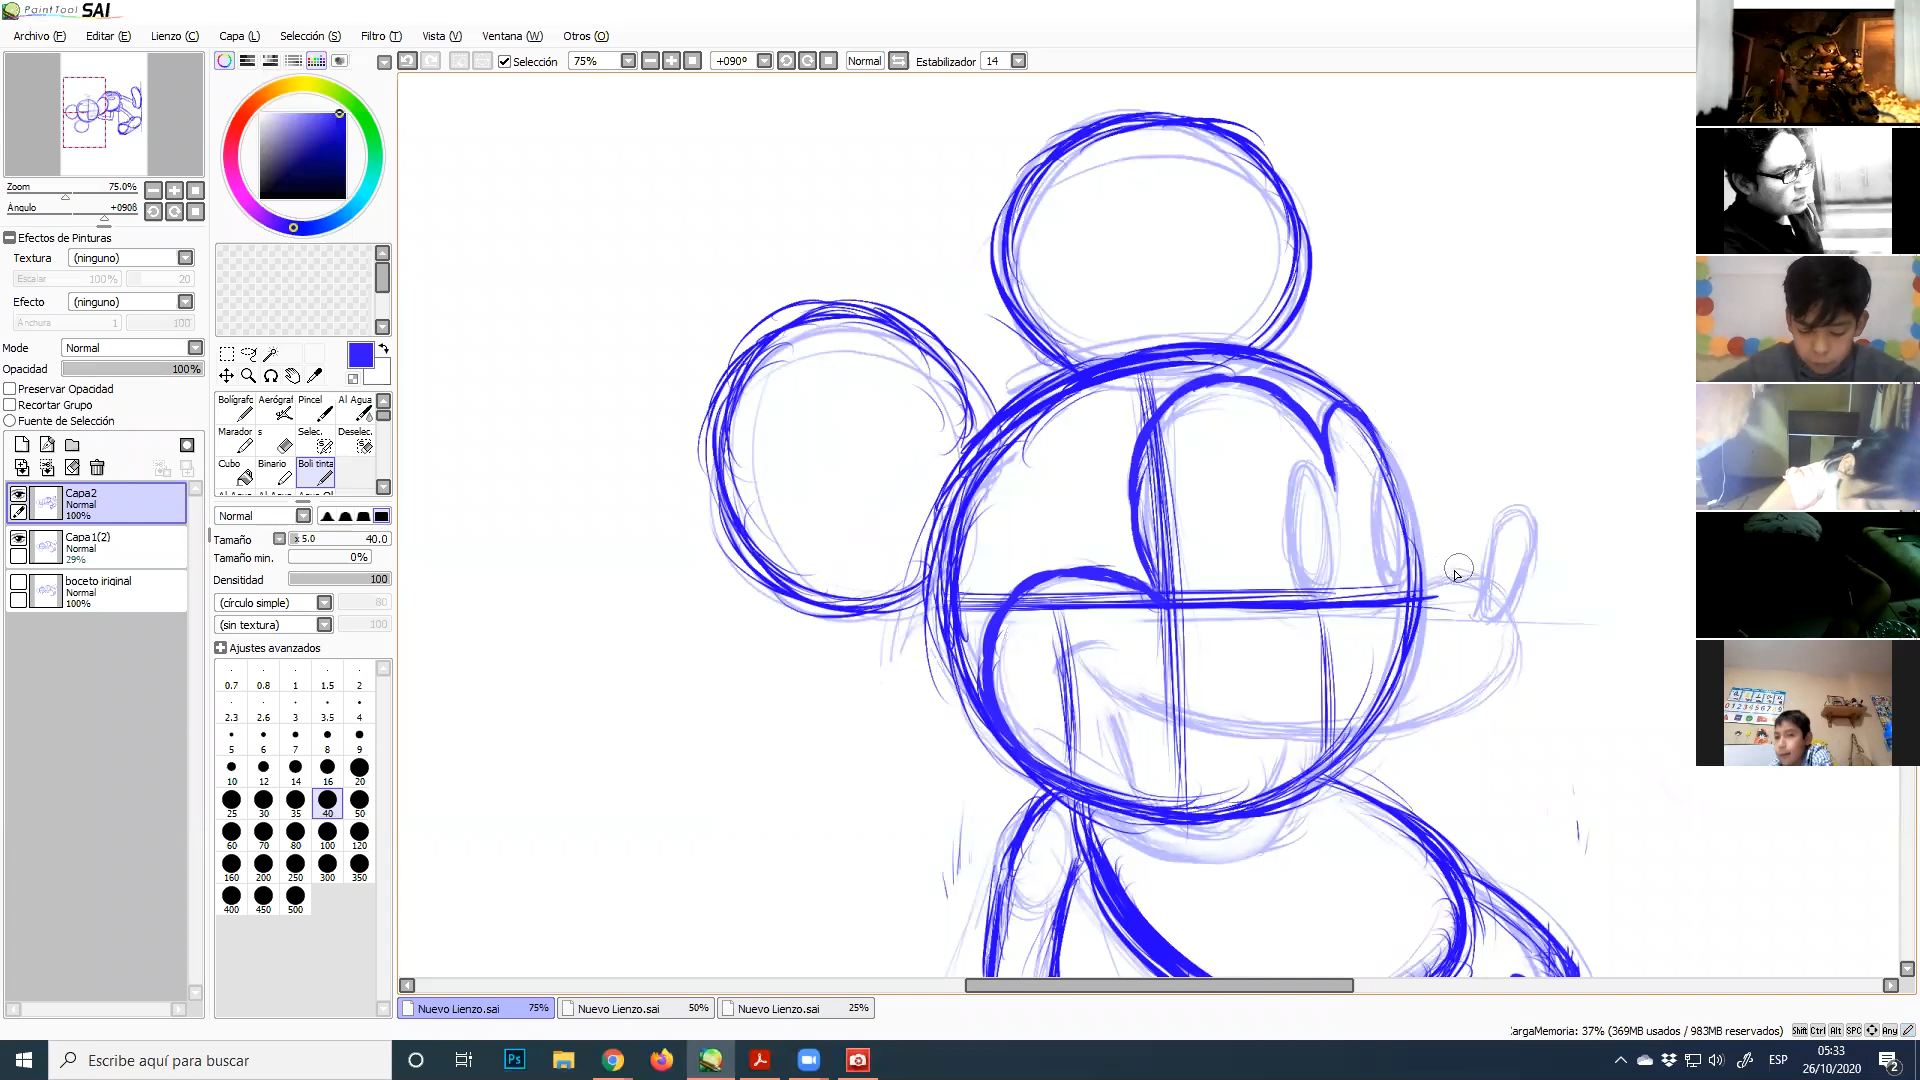 PaintTool SAI
Archivo (F) Editar (E) Lienzo (C) Capa (L) Selección (S) Filtro (T) Vista (V) Ventana (W) Otros (O)
Selección 75% +090º Normal Estabilizador 14
Zoom 75.0%
Ángulo +090º
Efectos de Pinturas
Textura (ninguno)
Escalar 100% 20
Efecto (ninguno)
Anchura 1 100
Mode Normal
Opacidad 100%
Preservar Opacidad
Recortar Grupo
Fuente de Selección
Capa2
Normal
100%
Capa1(2)
Normal
29%
boceto iriginal
Normal
100%
Bolígrafo Aerógraf Pincel Al Agua
Marador s Selec. Deselec.
Cubo Binario Boli tinta
Normal
Tamaño x 5.0 40.0
Tamaño min. 0%
Densitidad 100
(círculo simple) 80
(sin textura) 100
Ajustes avanzados
0.7 0.8 1 1.5 2
2.3 2.6 3 3.5 4
5 6 7 8 9
10 12 14 16 20
25 30 35 40 50
60 70 80 100 120
160 200 250 300 350
400 450 500
Nuevo Lienzo.sai 75% Nuevo Lienzo.sai 50% Nuevo Lienzo.sai 25%
CargaMemoria: 37% (369MB usados / 983MB reservados) Shift Ctrl Alt SPC Any
Escribe aquí para buscar
Ps
ESP
05:33
26/10/2020
2